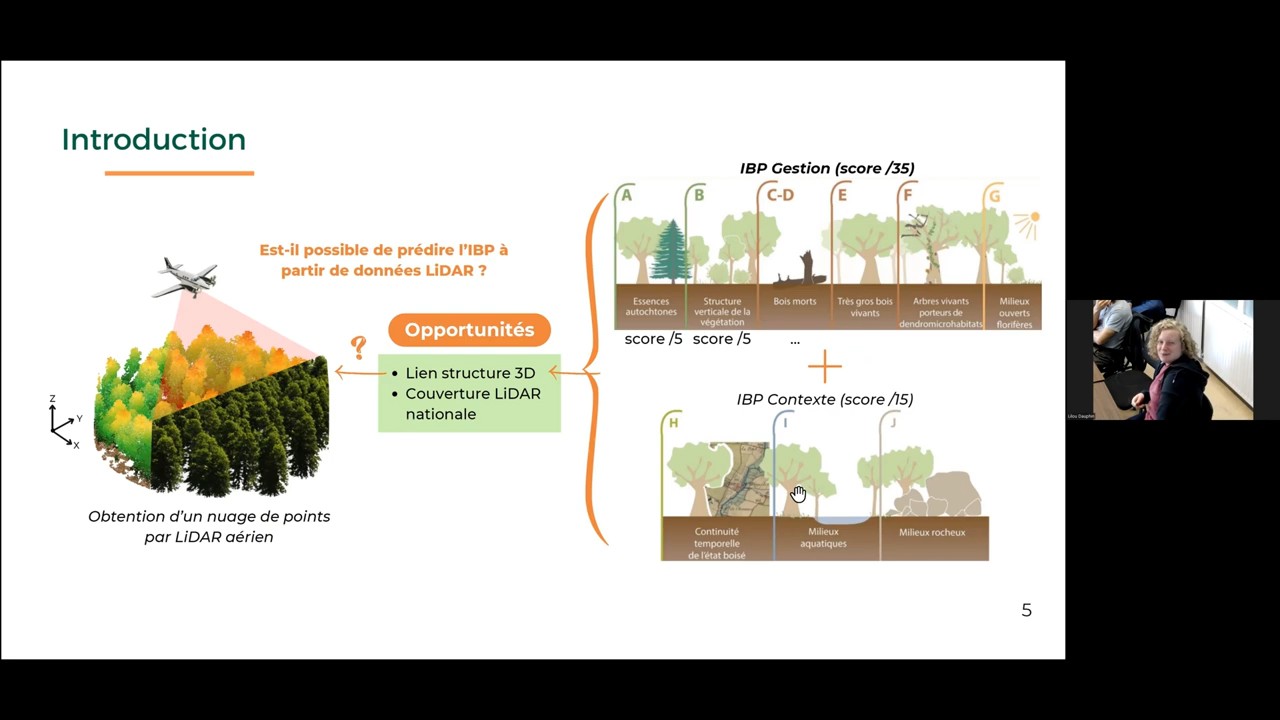 Introduction
IBP Gestion (score /35)
A
B
C-D
E
F
G
Est-il possible de prédire l'IBP à
partir de données LiDAR ?
Essences
autochtones
Structure
verticale de la
végétation
Bois morts
Très gros bois
vivants
Arbres vivants
porteurs de
dendromicrohabitats
Milieux
ouverts
florifères
score /5
score /5
...
Opportunités
?
• Lien structure 3D
• Couverture LiDAR
nationale
+
IBP Contexte (score /15)
H
I
J
Z
Y
X
Continuité
temporelle
de l'état boisé
Milieux
aquatiques
Milieux rocheux
Obtention d'un nuage de points
par LiDAR aérien
5
Lilou Dauphin